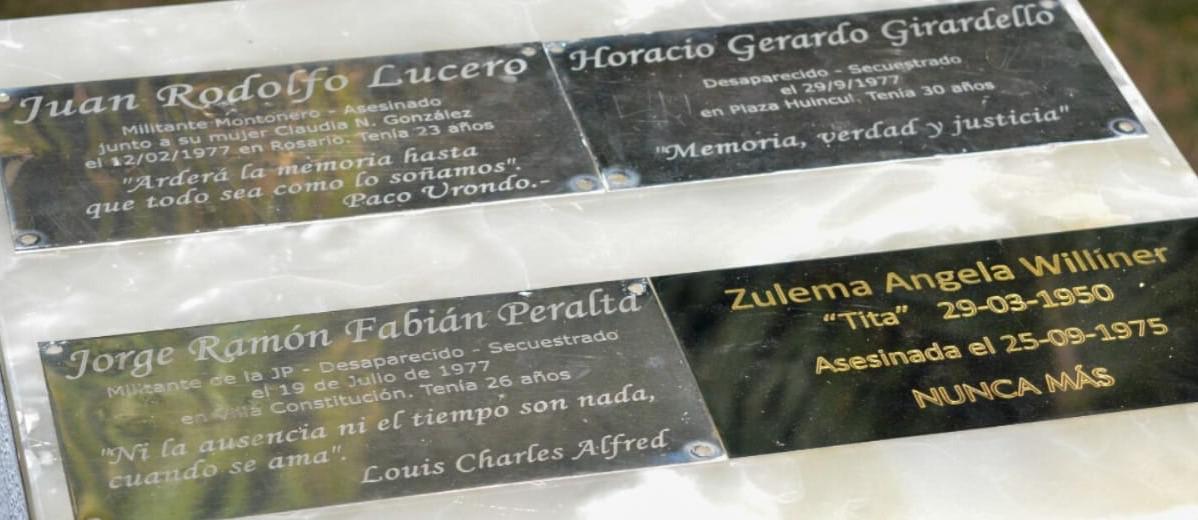 Juan Rodolfo Lucero
Militante Montonero - Asesinado
junto a su mujer Claudia N. González
el 12/02/1977 en Rosario. Tenía 23 años
"Arderá la memoria hasta
que todo sea como lo soñamos".
Paco Urondo.-
Horacio Gerardo Girardello
Desaparecido - Secuestrado
el 29/9/1977
en Plaza Huincul. Tenía 30 años
"Memoria, verdad y justicia"
Jorge Ramón Fabián Peralta
Militante de la JP - Desaparecido - Secuestrado
el 19 de Julio de 1977
en Villa Constitución. Tenía 26 años
"Ni la ausencia ni el tiempo son nada,
cuando se ama".
Louis Charles Alfred
Zulema Angela Williner
"Tita" 29-03-1950
Asesinada el 25-09-1975
NUNCA MÁS